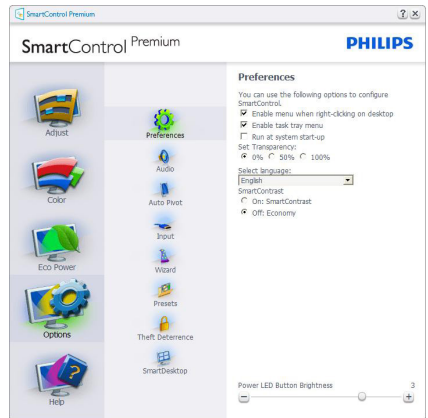 SmartControl Premium
SmartControl Premium
PHILIPS
Adjust
Color
Eco Power
Options
Help
Preferences
Audio
Auto Pivot
Input
Wizard
Presets
Theft Deterrence
SmartDesktop
Preferences
You can use the following options to configure
SmartControl.
Enable menu when right-clicking on desktop
Enable task tray menu
Run at system start-up
Set Transparency:
0% 50% 100%
Select language:
English
SmartContrast
On: SmartContrast
Off: Economy
Power LED Button Brightness 3